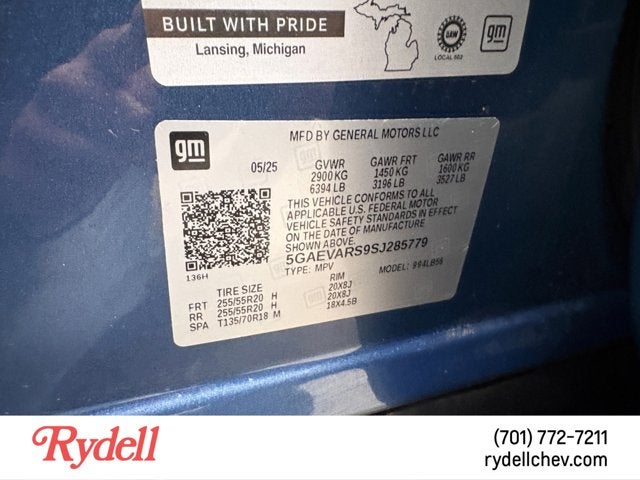 BUILT WITH PRIDE
Lansing, Michigan
UAW
LOCAL 602
gm
gm
MFD BY GENERAL MOTORS LLC
05/25 GVWR GAWR FRT GAWR RR
2900 KG 1450 KG 1600 KG
6394 LB 3196 LB 3527 LB
THIS VEHICLE CONFORMS TO ALL
APPLICABLE U.S. FEDERAL MOTOR
VEHICLE SAFETY STANDARDS IN EFFECT
ON THE DATE OF MANUFACTURE
SHOWN ABOVE.
5GAEVARS9SJ285779
TYPE: MPV MODEL: 994LB56
136H
TIRE SIZE RIM
FRT 255/55R20 H 20X8J
RR 255/55R20 H 20X8J
SPA T135/70R18 M 18X4.5B
Rydell
(701) 772-7211
rydellchev.com